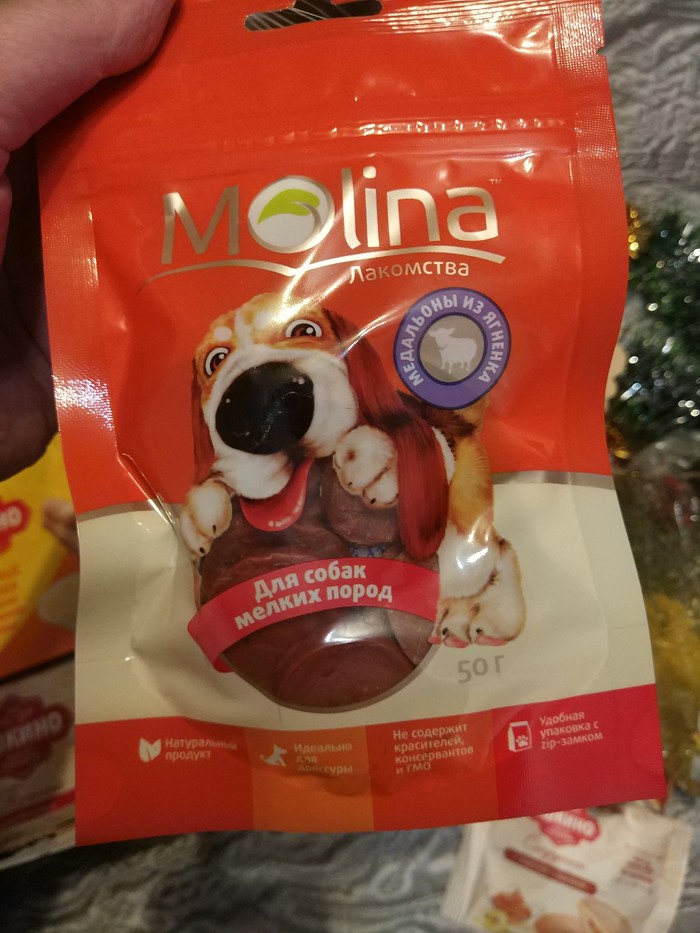 Molina™
Лакомства
МЕДАЛЬОНЫ ИЗ ЯГНЕНКА
Для собак
мелких пород
50 г
Натуральный
продукт
Идеально
для
дрессуры
Не содержит
красителей,
консервантов
и ГМО
Удобная
упаковка с
zip-замком